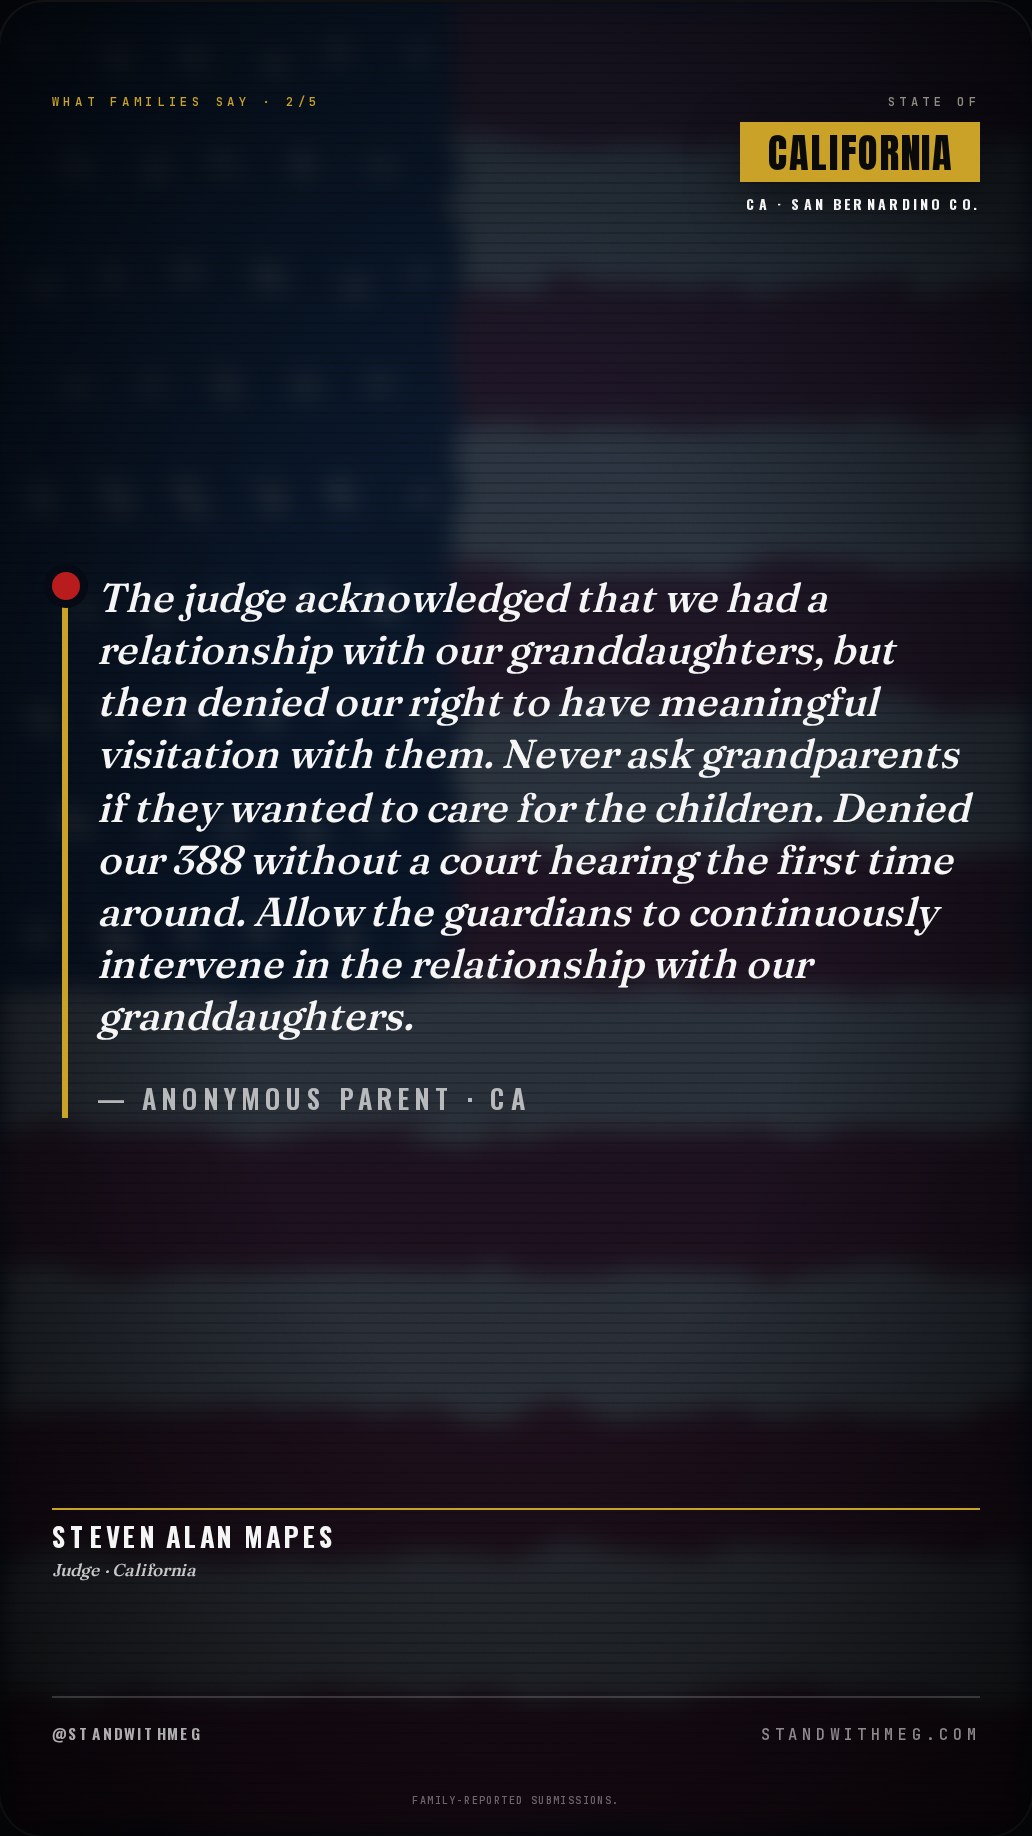 WHAT FAMILIES SAY · 2/5
STATE OF
CALIFORNIA
CA · SAN BERNARDINO CO.
The judge acknowledged that we had a
relationship with our granddaughters, but
then denied our right to have meaningful
visitation with them. Never ask grandparents
if they wanted to care for the children. Denied
our 388 without a court hearing the first time
around. Allow the guardians to continuously
intervene in the relationship with our
granddaughters.
— ANONYMOUS PARENT · CA
STEVEN ALAN MAPES
Judge · California
@STANDWITHMEG
STANDWITHMEG.COM
FAMILY-REPORTED SUBMISSIONS.